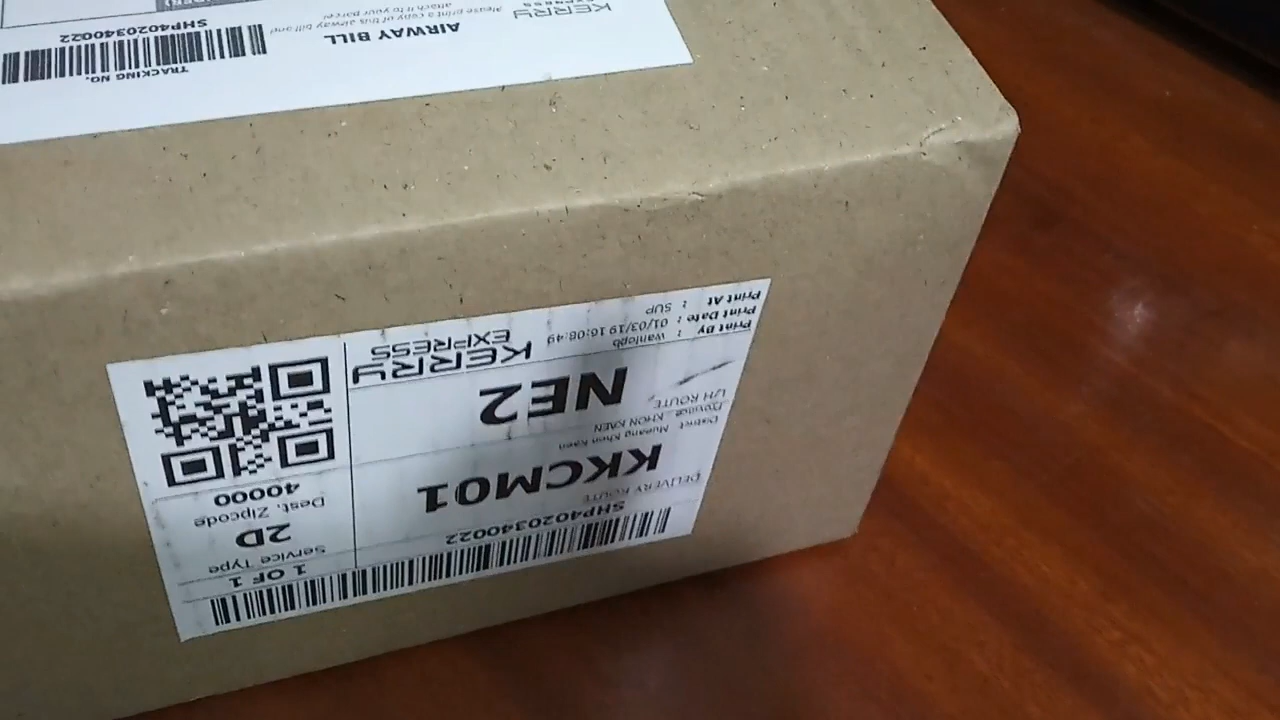 KERRY
EXPRESS
AIRWAY BILL
Please print a copy of this airway bill and
attach it to your parcel
TRACKING NO.
SHP4020340022
SHP4020340022
1 OF 1
DELIVERY ROUTE
KKCM01
Service Type
2D
District Mueang Khon Kaen
Province KHON KAEN
Dest. Zipcode
40000
L/H ROUTE
NE2
KERRY
EXPRESS
Print By : wanlopb
Print Date : 01/03/19 16:08:49
Print At : SUP